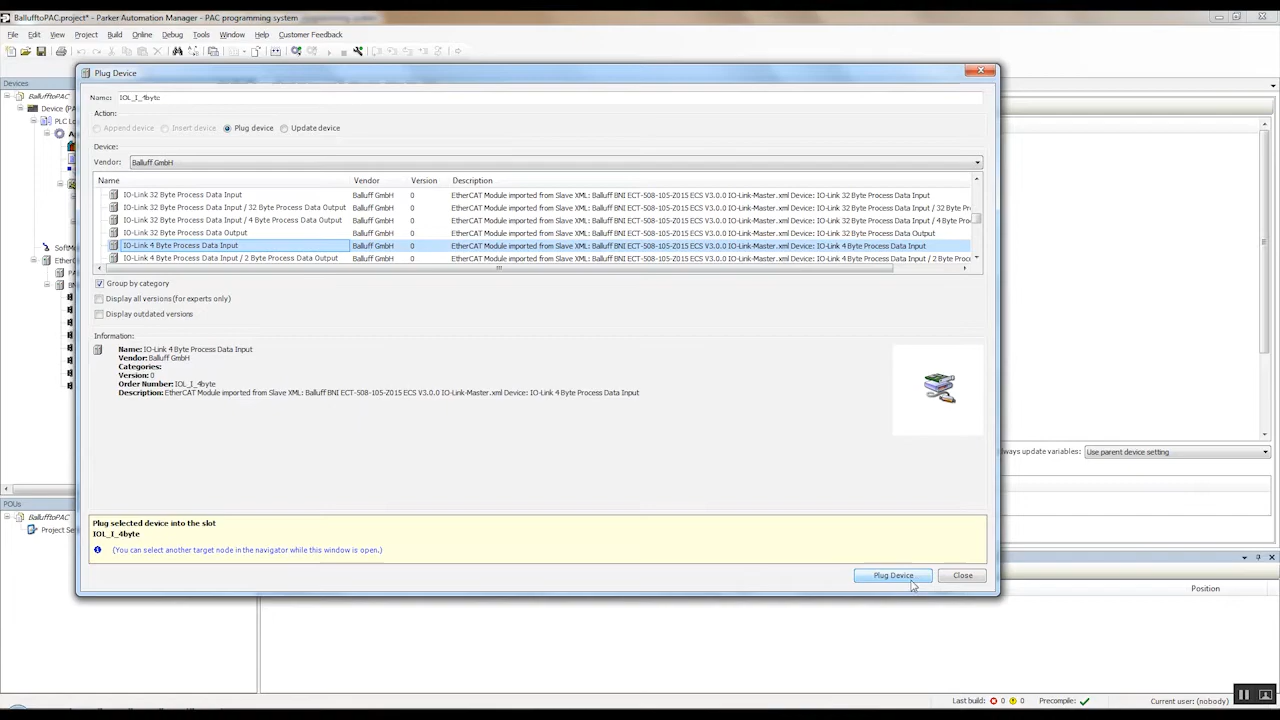 BallufftoPAC.project* - Parker Automation Manager - PAC programming system
File Edit View Project Build Online Debug Tools Window Help Customer Feedback
Devices
BallufftoPAC
Device (PA
PLC Lo
A
SoftM
EtherC
PA
BN
Plug Device
Name: IOL_I_4byte
Action:
Append device Insert device Plug device Update device
Device:
Vendor: Balluff GmbH
Name Vendor Version Description
IO-Link 32 Byte Process Data Input Balluff GmbH 0 EtherCAT Module imported from Slave XML: Balluff BNI ECT-508-105-Z015 ECS V3.0.0 IO-Link-Master.xml Device: IO-Link 32 Byte Process Data Input
IO-Link 32 Byte Process Data Input / 32 Byte Process Data Output Balluff GmbH 0 EtherCAT Module imported from Slave XML: Balluff BNI ECT-508-105-Z015 ECS V3.0.0 IO-Link-Master.xml Device: IO-Link 32 Byte Process Data Input / 32 Byte Pr
IO-Link 32 Byte Process Data Input / 4 Byte Process Data Output Balluff GmbH 0 EtherCAT Module imported from Slave XML: Balluff BNI ECT-508-105-Z015 ECS V3.0.0 IO-Link-Master.xml Device: IO-Link 32 Byte Process Data Input / 4 Byte Pro
IO-Link 32 Byte Process Data Output Balluff GmbH 0 EtherCAT Module imported from Slave XML: Balluff BNI ECT-508-105-Z015 ECS V3.0.0 IO-Link-Master.xml Device: IO-Link 32 Byte Process Data Output
IO-Link 4 Byte Process Data Input Balluff GmbH 0 EtherCAT Module imported from Slave XML: Balluff BNI ECT-508-105-Z015 ECS V3.0.0 IO-Link-Master.xml Device: IO-Link 4 Byte Process Data Input
IO-Link 4 Byte Process Data Input / 2 Byte Process Data Output Balluff GmbH 0 EtherCAT Module imported from Slave XML: Balluff BNI ECT-508-105-Z015 ECS V3.0.0 IO-Link-Master.xml Device: IO-Link 4 Byte Process Data Input / 2 Byte Proc
Group by category
Display all versions (for experts only)
Display outdated versions
Information:
Name: IO-Link 4 Byte Process Data Input
Vendor: Balluff GmbH
Categories:
Version: 0
Order Number: IOL_I_4byte
Description: EtherCAT Module imported from Slave XML: Balluff BNI ECT-508-105-Z015 ECS V3.0.0 IO-Link-Master.xml Device: IO-Link 4 Byte Process Data Input
Plug selected device into the slot
IOL_I_4byte
(You can select another target node in the navigator while this window is open.)
Plug Device Close
lways update variables: Use parent device setting
POUs
BallufftoPAC
Project Se
Position
Last build: 0 0 Precompile: Current user: (nobody)